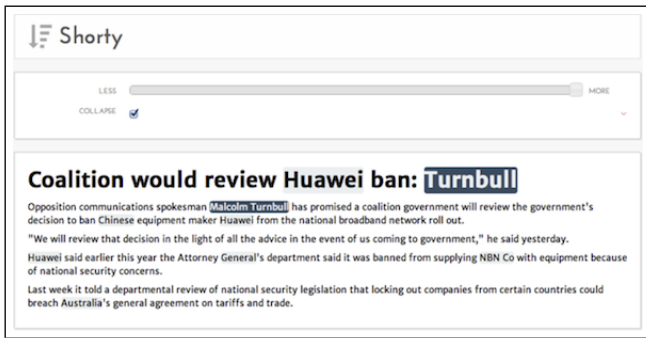 Shorty
LESS MORE
COLLAPSE
Coalition would review Huawei ban: Turnbull
Opposition communications spokesman Malcolm Turnbull has promised a coalition government will review the government's
decision to ban Chinese equipment maker Huawei from the national broadband network roll out.
"We will review that decision in the light of all the advice in the event of us coming to government," he said yesterday.
Huawei said earlier this year the Attorney General's department said it was banned from supplying NBN Co with equipment because
of national security concerns.
Last week it told a departmental review of national security legislation that locking out companies from certain countries could
breach Australia's general agreement on tariffs and trade.